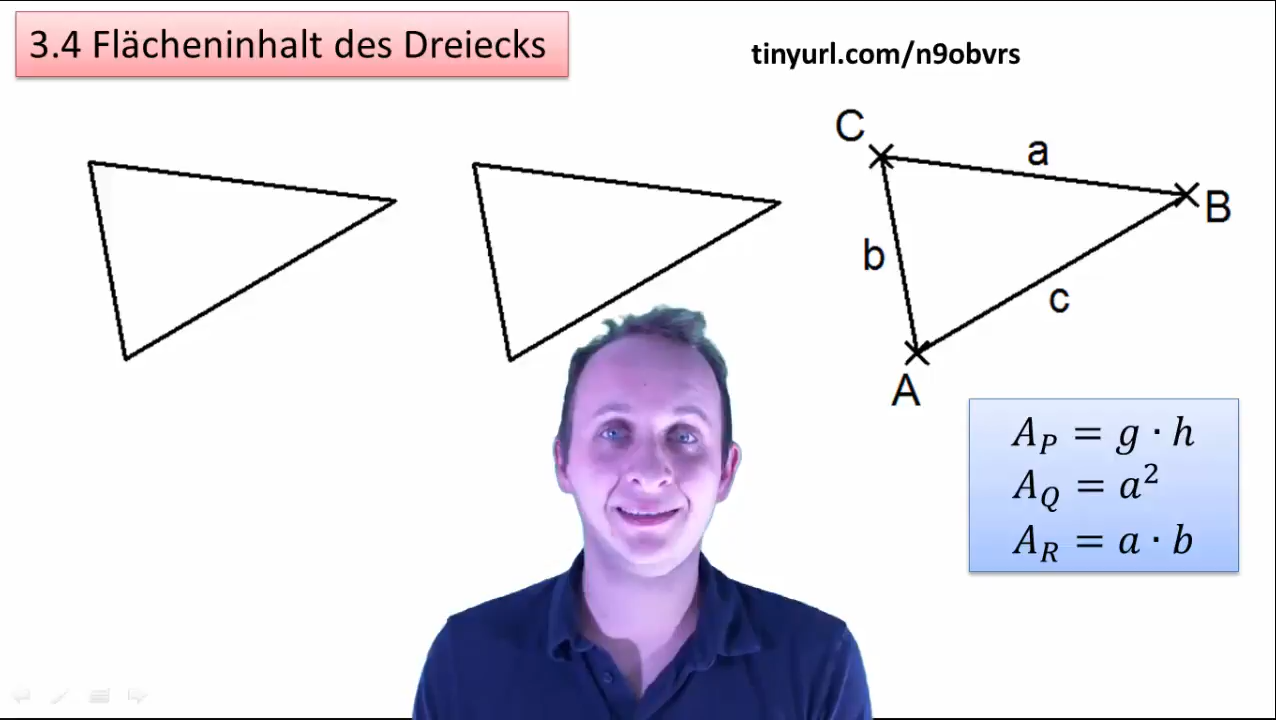 3.4 Flächeninhalt des Dreiecks
tinyurl.com/n9obvrs
C
a
B
b
c
A
A_P = g · h
A_Q = a²
A_R = a · b